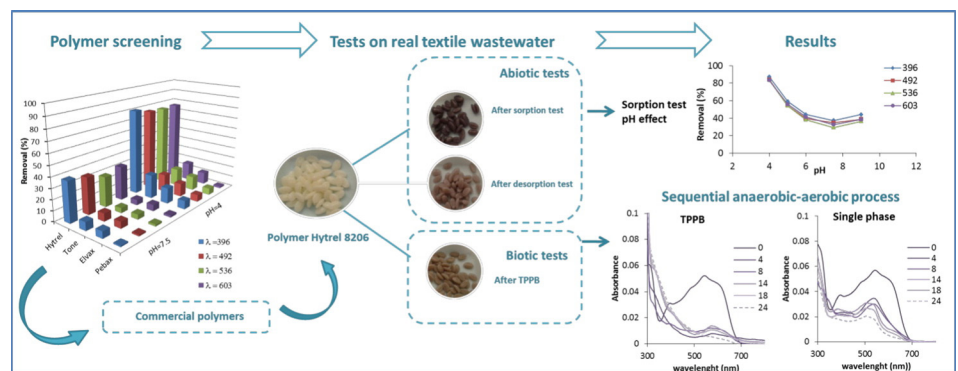 Polymer screening
Tests on real textile wastewater
Results
Removal (%)
100
90
80
70
60
50
40
30
20
10
0
Hytrel
Tone
Elvax
Pebax
pH=7.5
pH=4
λ =396
λ = 492
λ = 536
λ = 603
Commercial polymers
Polymer Hytrel 8206
Abiotic tests
After sorption test
After desorption test
Biotic tests
After TPPB
Sorption test
pH effect
Removal (%)
100
80
60
40
20
0
2
4
6
8
10
12
pH
396
492
536
603
Sequential anaerobic-aerobic process
TPPB
Absorbance
0.1
0.08
0.06
0.04
0.02
0
300
500
700
0
4
8
14
18
24
Single phase
Absorbance
0.1
0.08
0.06
0.04
0.02
0
300
500
700
0
4
8
14
18
24
wavelenght (nm)
wavelenght (nm))